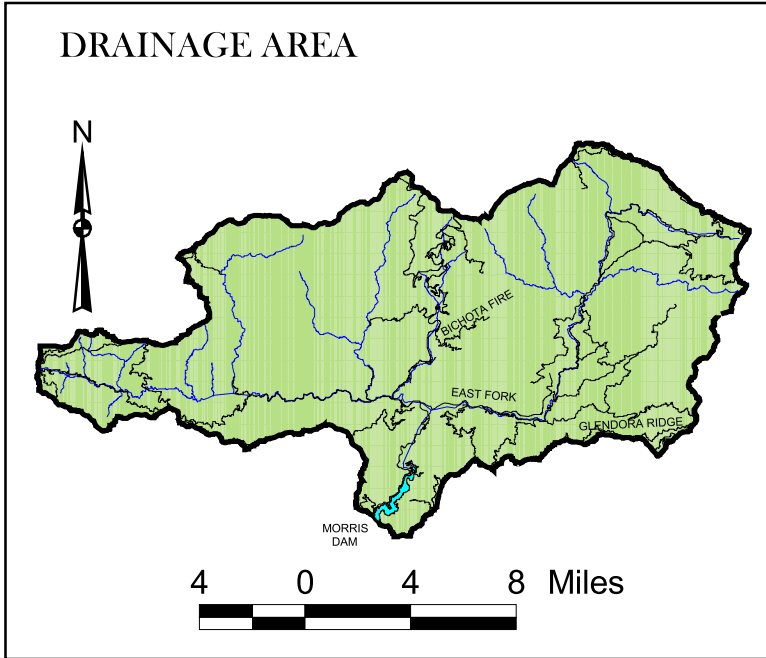 DRAINAGE AREA
N
BICHOTA FIRE
EAST FORK
GLENDORA RIDGE
MORRIS
DAM
4 0 4 8 Miles